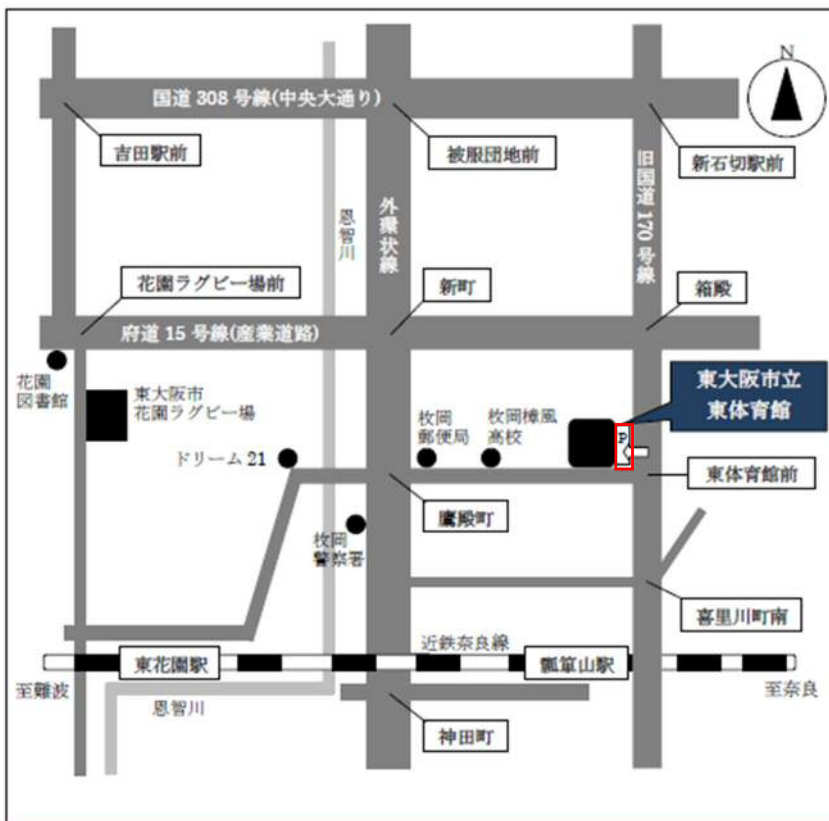 N
国道 308 号線(中央大通り)
吉田駅前
被服団地前
新石切駅前
旧国道 170 号線
恩智川
外環状線
花園ラグビー場前
新町
箱殿
府道 15 号線(産業道路)
花園
図書館
東大阪市
花園ラグビー場
枚岡
郵便局
枚岡樟風
高校
東大阪市立
東体育館
P
ドリーム 21
東体育館前
鷹殿町
枚岡
警察署
喜里川町南
近鉄奈良線
東花園駅
瓢箪山駅
至難波
恩智川
至奈良
神田町